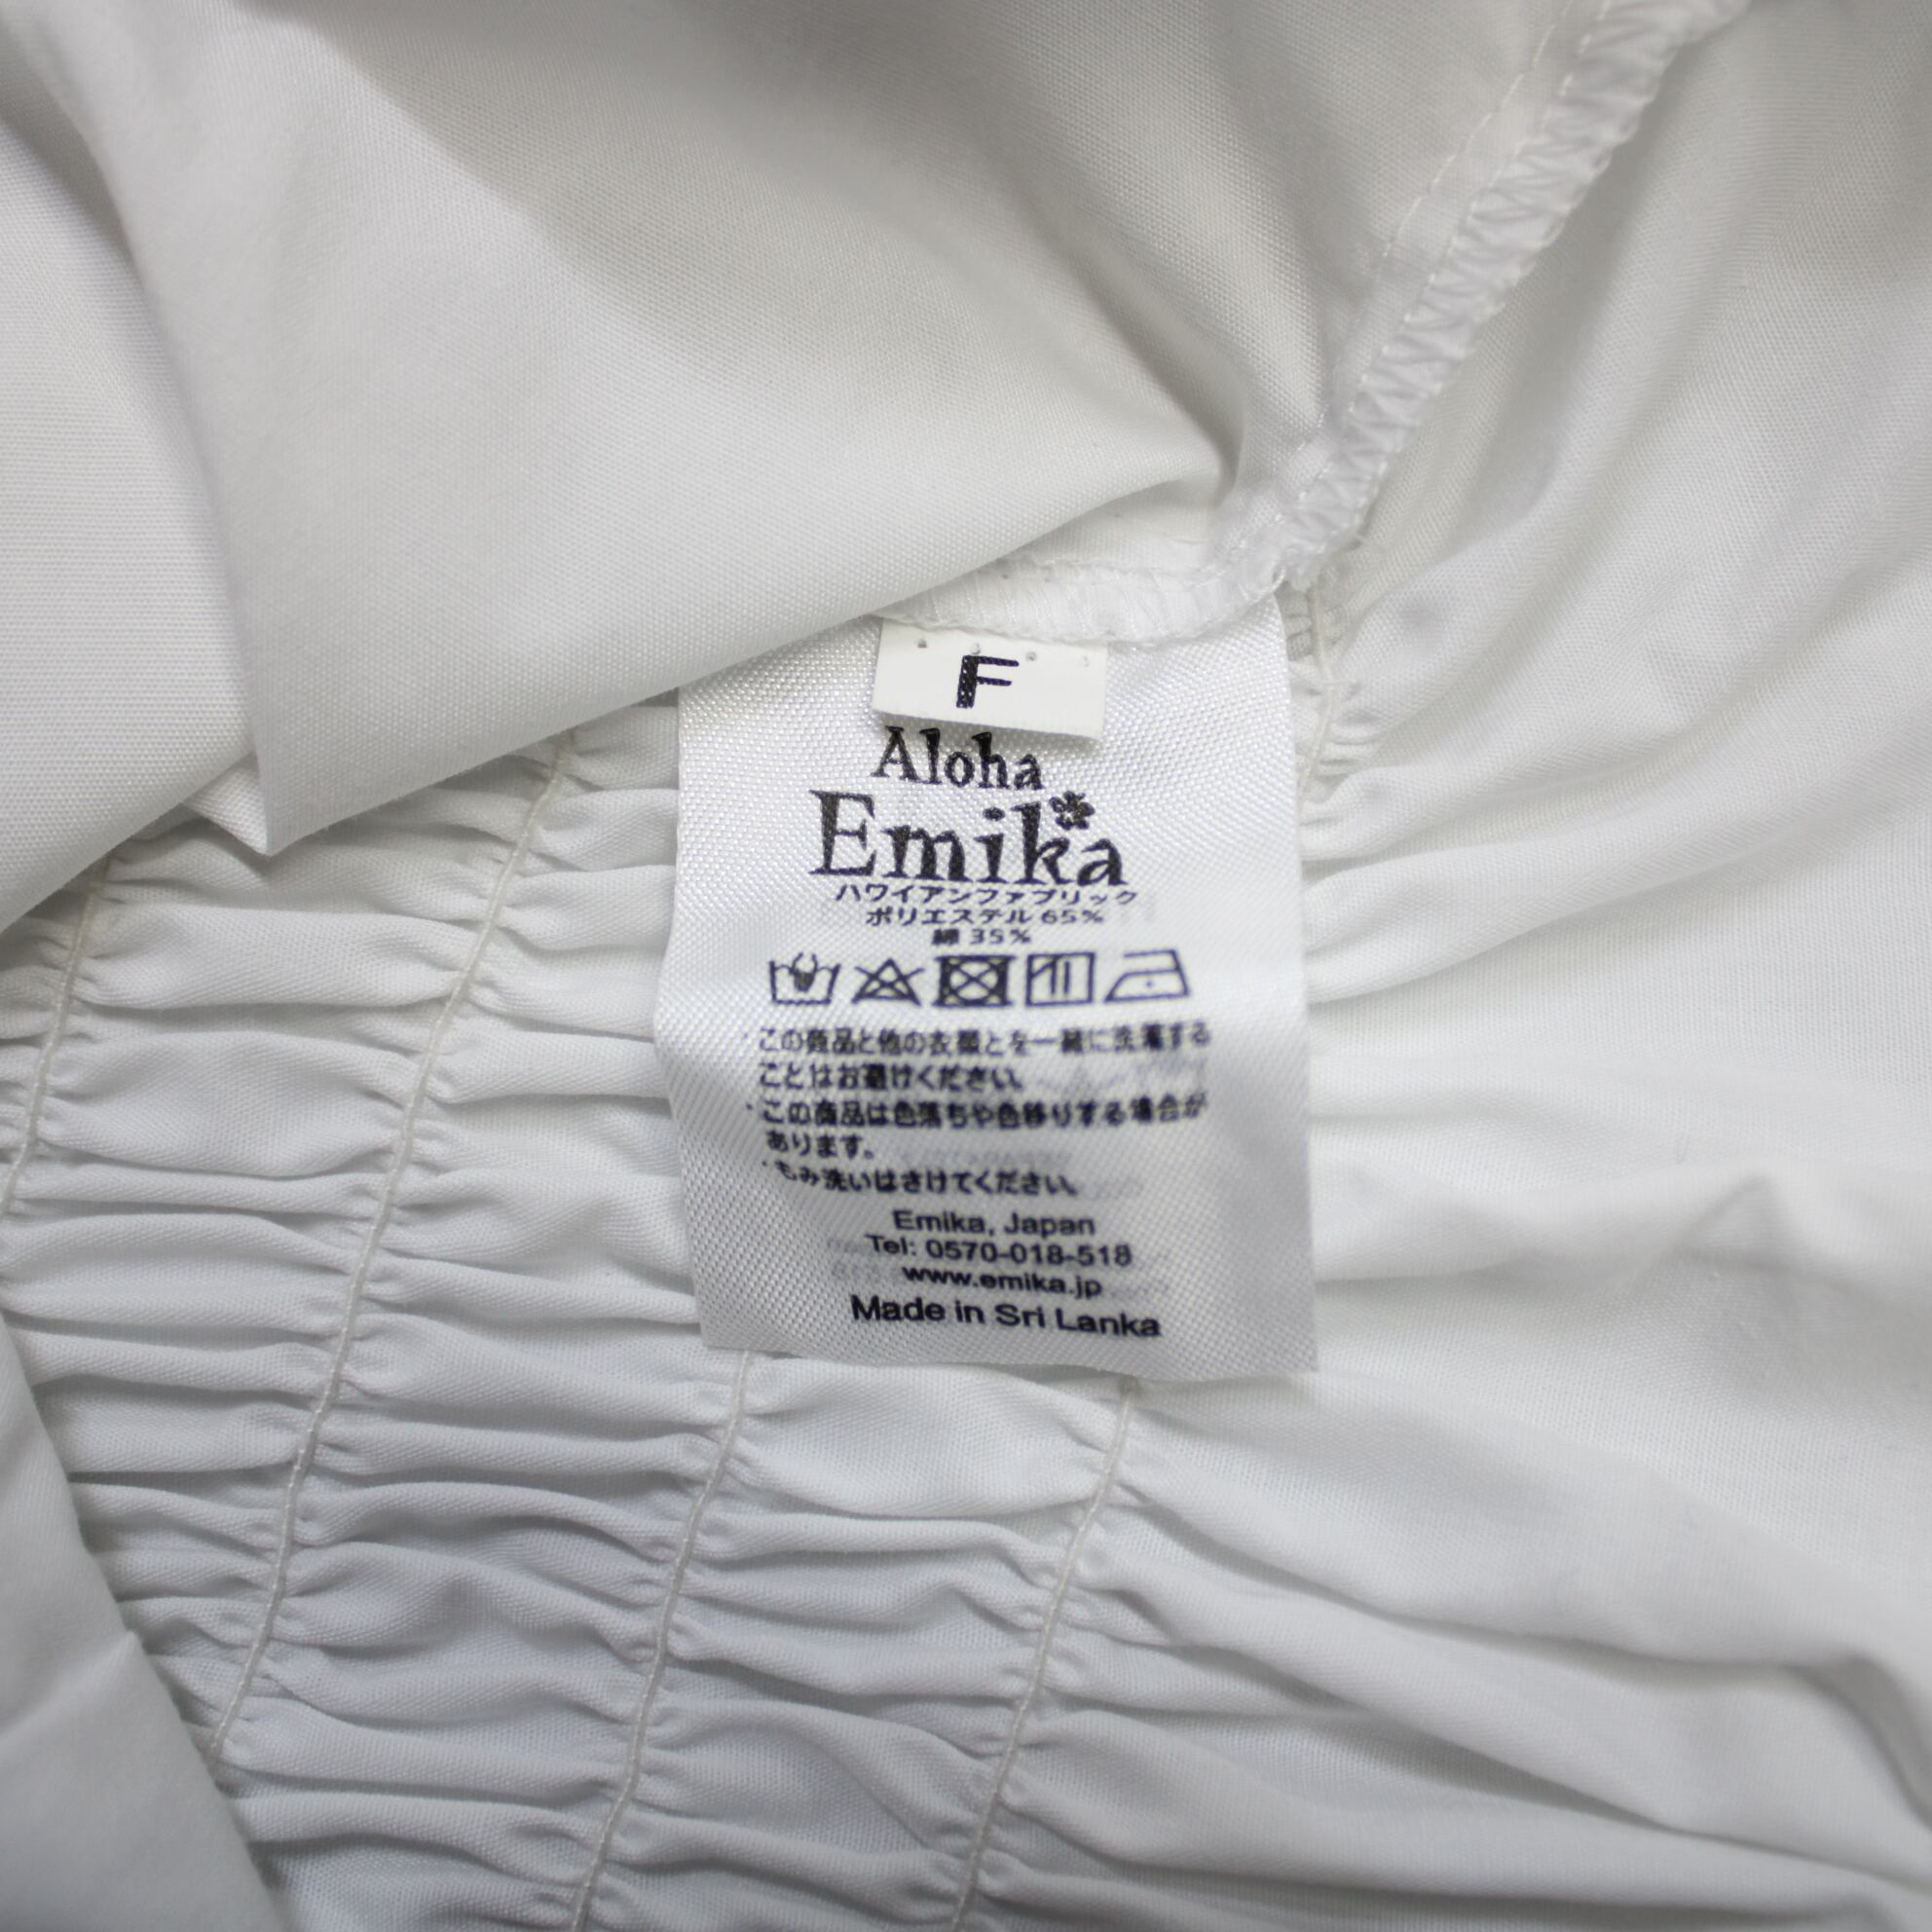 F
Aloha
Emika
ハワイアンファブリック
ポリエステル 65%
綿 35%
・この商品と他の衣類とを一緒に洗濯する
ことはお避けください。
・この商品は色落ちや色移りする場合が
あります。
・もみ洗いはさけてください。
Emika, Japan
Tel: 0570-018-518
www.emika.jp
Made in Sri Lanka